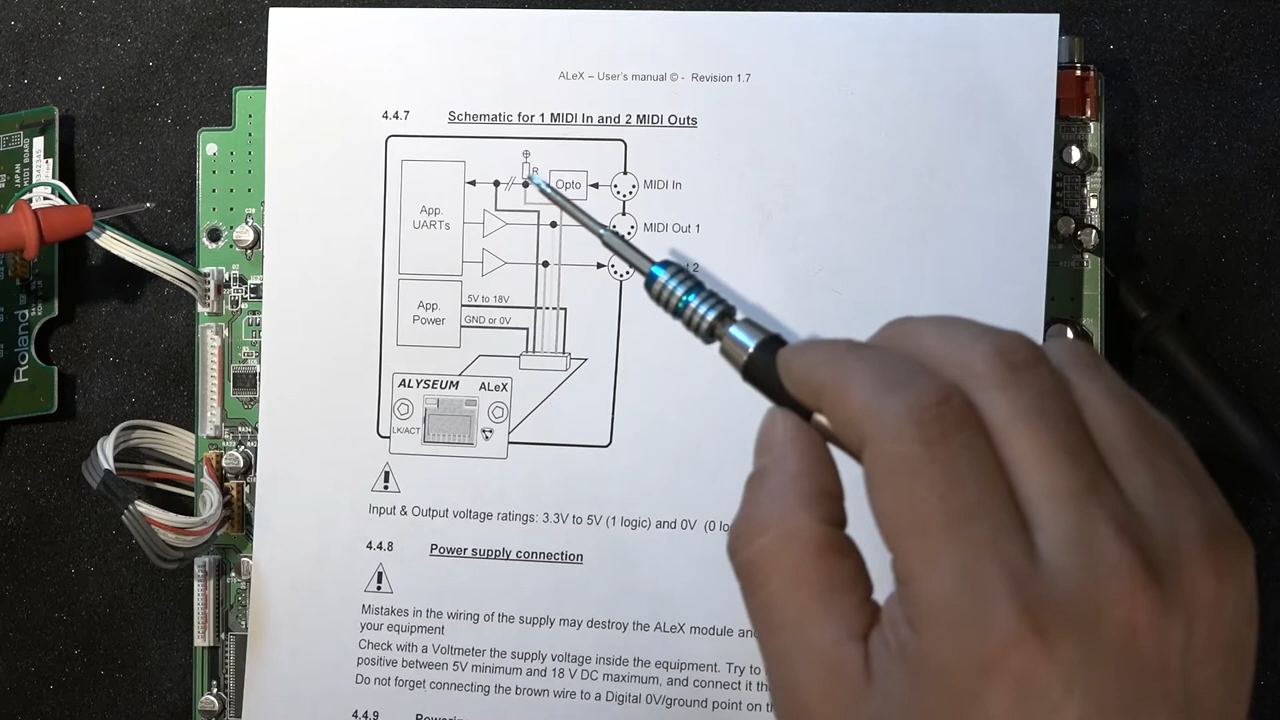 ALeX – User's manual © - Revision 1.7
4.4.7 Schematic for 1 MIDI In and 2 MIDI Outs
R
Opto
MIDI In
App.
UARTs
MIDI Out 1
2
App.
Power
5V to 18V
GND or 0V
ALYSEUM ALeX
LK/ACT
Input & Output voltage ratings: 3.3V to 5V (1 logic) and 0V (0
4.4.8 Power supply connection
Mistakes in the wiring of the supply may destroy the ALeX module
your equipment
Check with a Voltmeter the supply voltage inside the equipment. Try to
positive between 5V minimum and 18 V DC maximum, and connect it
Do not forget connecting the brown wire to a Digital 0V/ground point on
4.4.9
Roland
JAPAN
MIDI BOARD